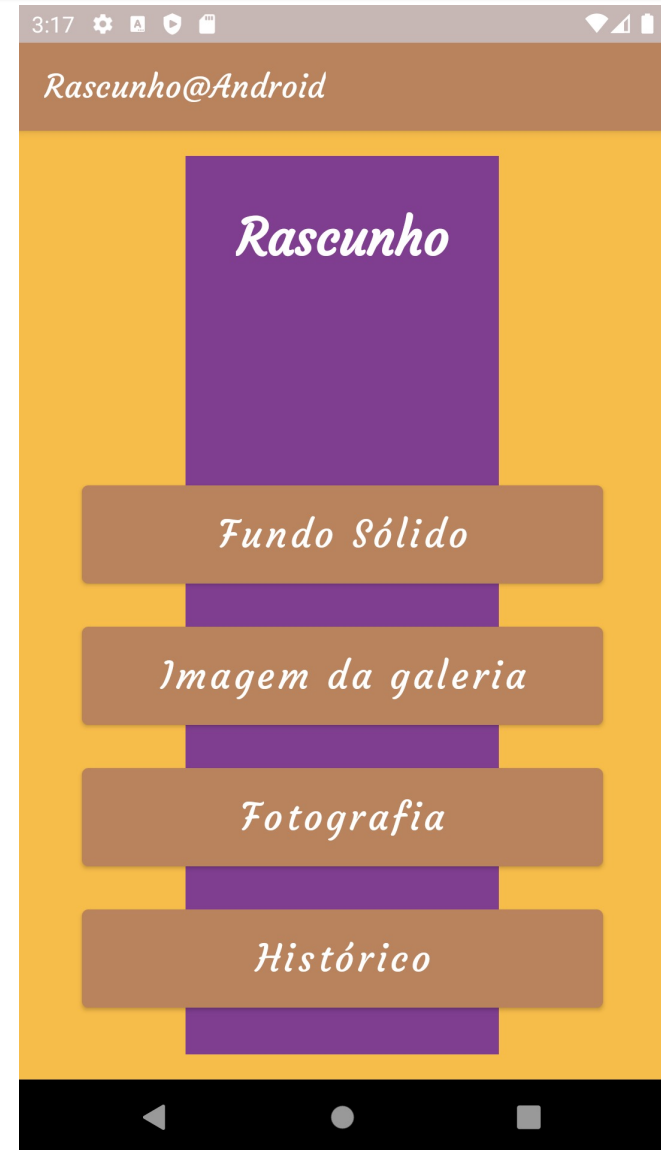 3:17
Rascunho@Android
Rascunho
Fundo Sólido
Imagem da galeria
Fotografia
Histórico